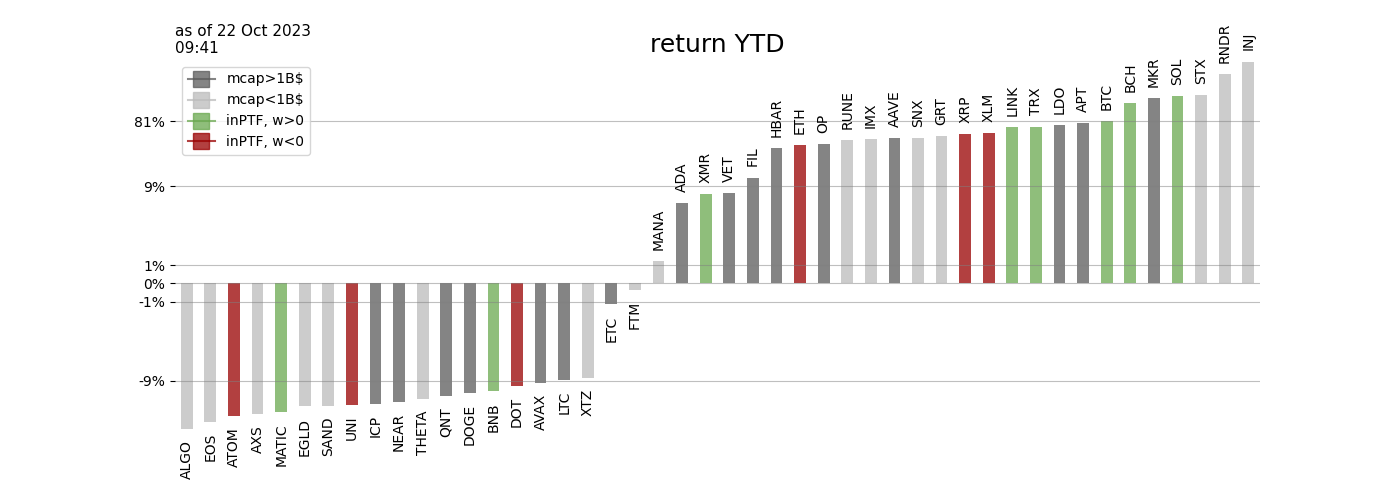 as of 22 Oct 2023
09:41
return YTD
mcap>1B$
mcap<1B$
inPTF, w>0
inPTF, w<0
81%
9%
1%
0%
-1%
-9%
ALGO
EOS
ATOM
AXS
MATIC
EGLD
SAND
UNI
ICP
NEAR
THETA
QNT
DOGE
BNB
DOT
AVAX
LTC
XTZ
ETC
FTM
MANA
ADA
XMR
VET
FIL
HBAR
ETH
OP
RUNE
IMX
AAVE
SNX
GRT
XRP
XLM
LINK
TRX
LDO
APT
BTC
BCH
MKR
SOL
STX
RNDR
INJ